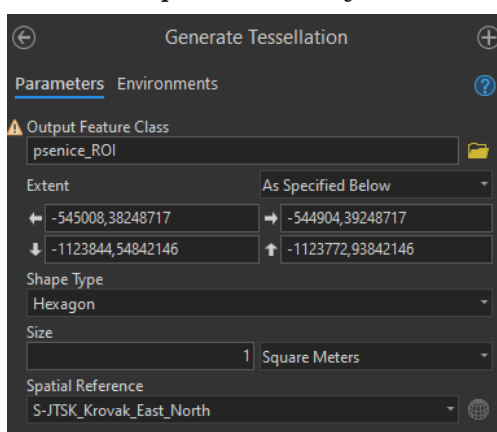 Generate Tessellation
Parameters Environments
Output Feature Class
psenice_ROI
Extent As Specified Below
-545008,38248717 -544904,39248717
-1123844,54842146 -1123772,93842146
Shape Type
Hexagon
Size
1 Square Meters
Spatial Reference
S-JTSK_Krovak_East_North